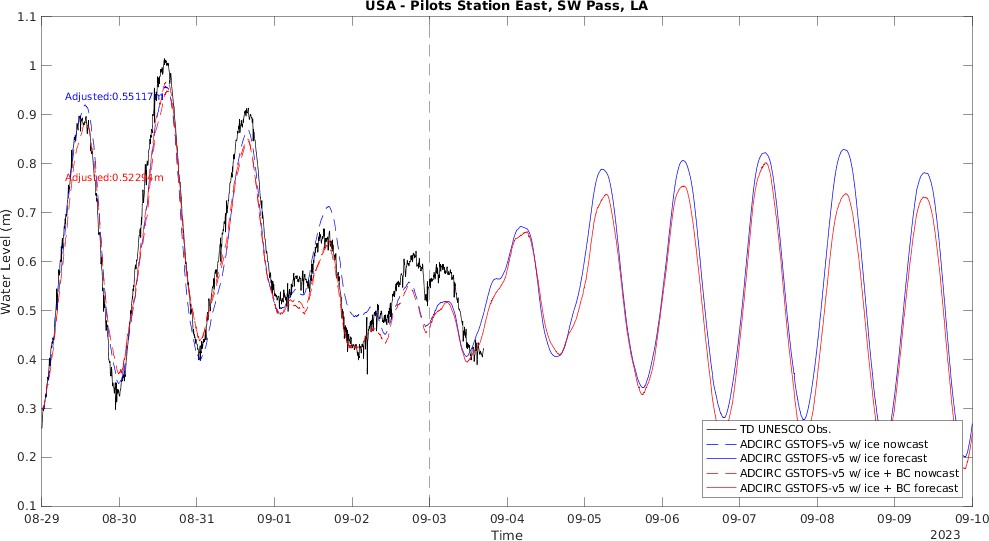 USA - Pilots Station East, SW Pass, LA
1.1
1
0.9
0.8
0.7
0.6
0.5
0.4
0.3
0.2
0.1
Water Level (m)
Adjusted:0.55117m
Adjusted:0.52294m
TD UNESCO Obs.
ADCIRC GSTOFS-v5 w/ ice nowcast
ADCIRC GSTOFS-v5 w/ ice forecast
ADCIRC GSTOFS-v5 w/ ice + BC nowcast
ADCIRC GSTOFS-v5 w/ ice + BC forecast
08-29 08-30 08-31 09-01 09-02 09-03 09-04 09-05 09-06 09-07 09-08 09-09 09-10
Time
2023